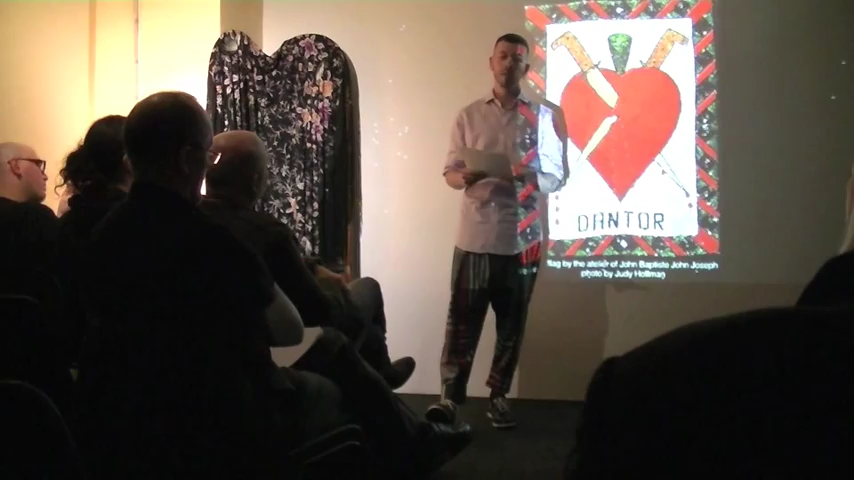 DANTOR
flag by the atelier of John Baptiste John Joseph
photo by Judy Hoffman